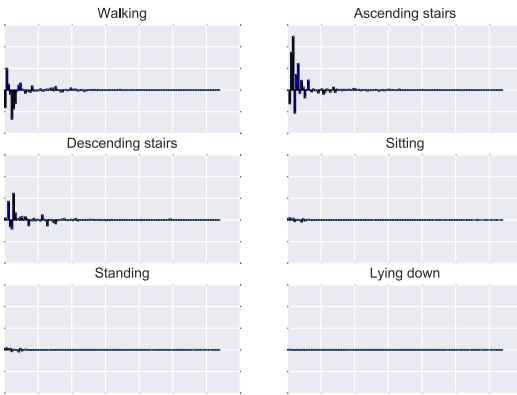 Walking
Ascending stairs
Descending stairs
Sitting
Standing
Lying down